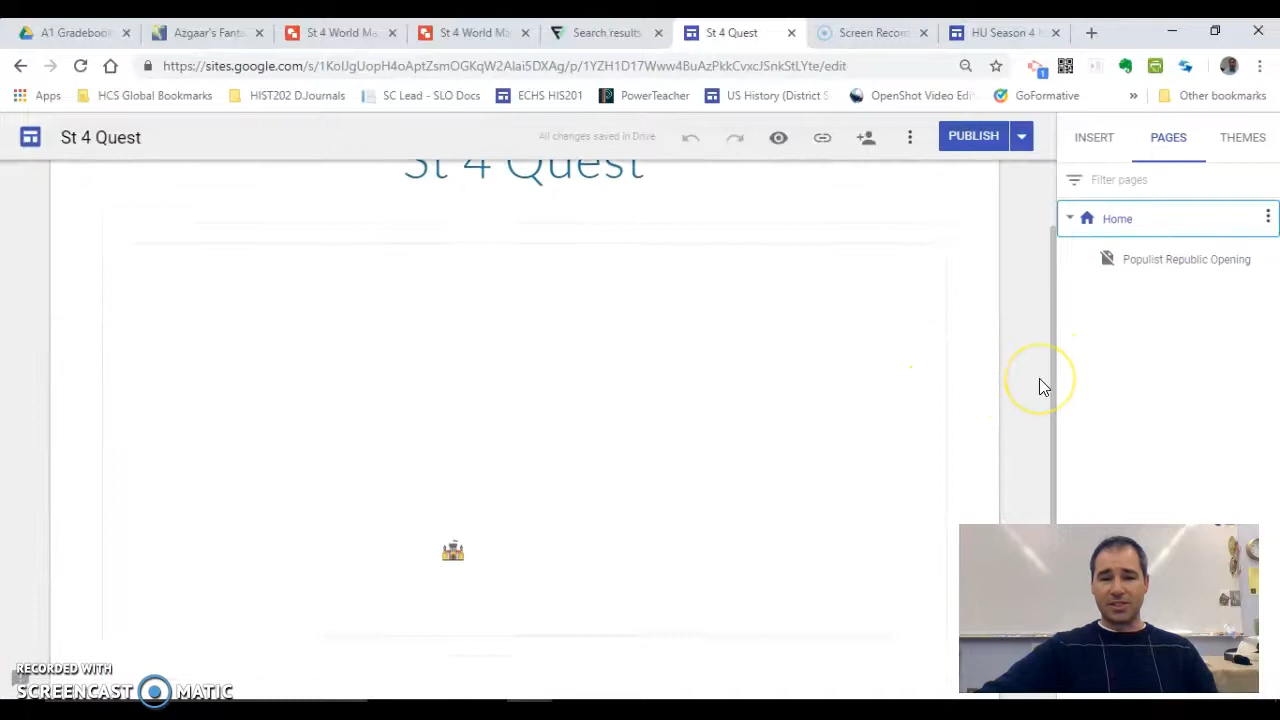 A1 Gradebook
Azgaar's Fanta
St 4 World Ma
St 4 World Ma
Search results
St 4 Quest
Screen Recor
HU Season 4
https://sites.google.com/s/1KoIJgUopH4oAptZsmOGKqW2Alai5DXAg/p/1YZH1D17Www4BuAzPkkCvxcJSnkStLYte/edit
Apps
HCS Global Bookmarks
HIST202 D.Journals
SC Lead - SLO Docs
ECHS HIS201
PowerTeacher
US History (District S
OpenShot Video Edi
GoFormative
»
Other bookmarks
St 4 Quest
All changes saved in Drive
PUBLISH
INSERT
PAGES
THEMES
St 4 Quest
Filter pages
Home
Populist Republic Opening
RECORDED WITH
SCREENCAST MATIC